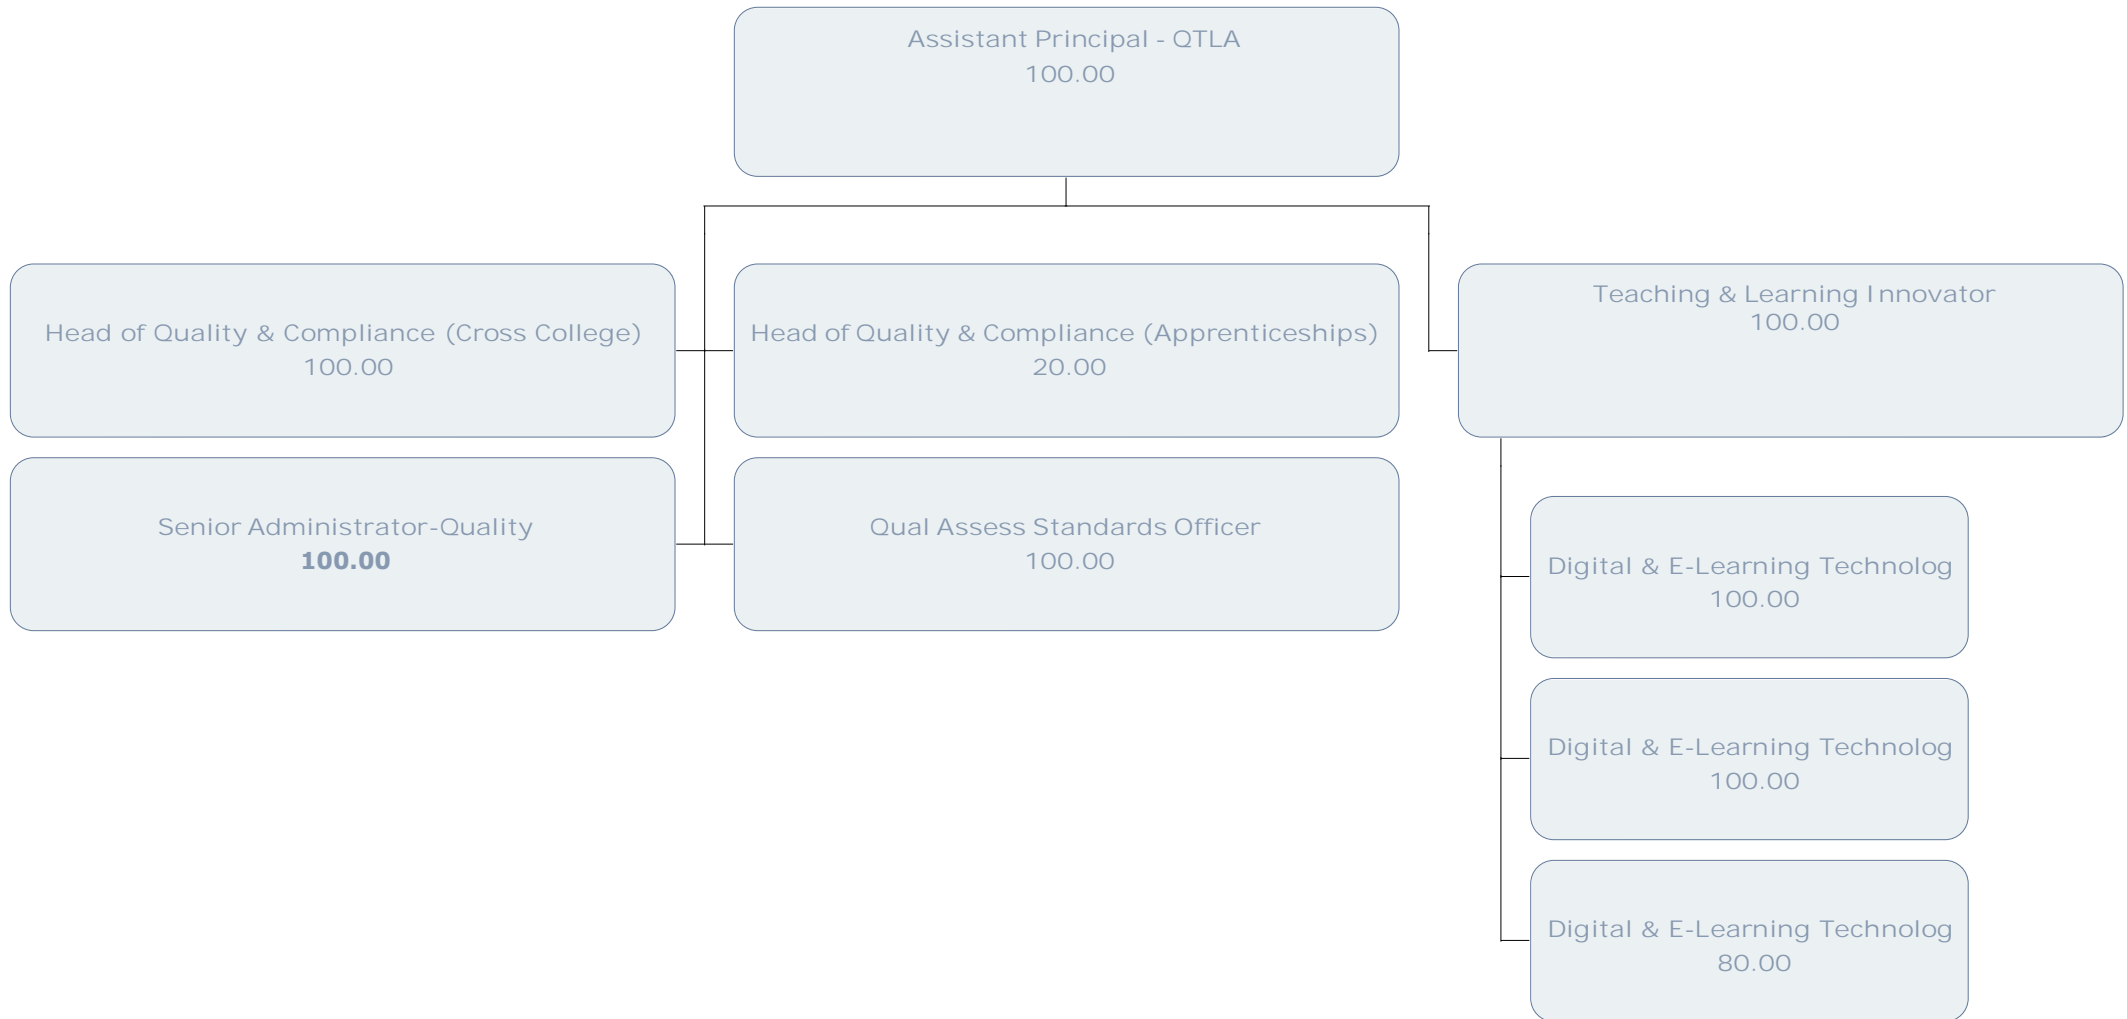 Assistant Principal - QTLA
100.00
Head of Quality & Compliance (Cross College)
100.00
Head of Quality & Compliance (Apprenticeships)
20.00
Teaching & Learning Innovator
100.00
Senior Administrator-Quality
100.00
Qual Assess Standards Officer
100.00
Digital & E-Learning Technolog
100.00
Digital & E-Learning Technolog
100.00
Digital & E-Learning Technolog
80.00